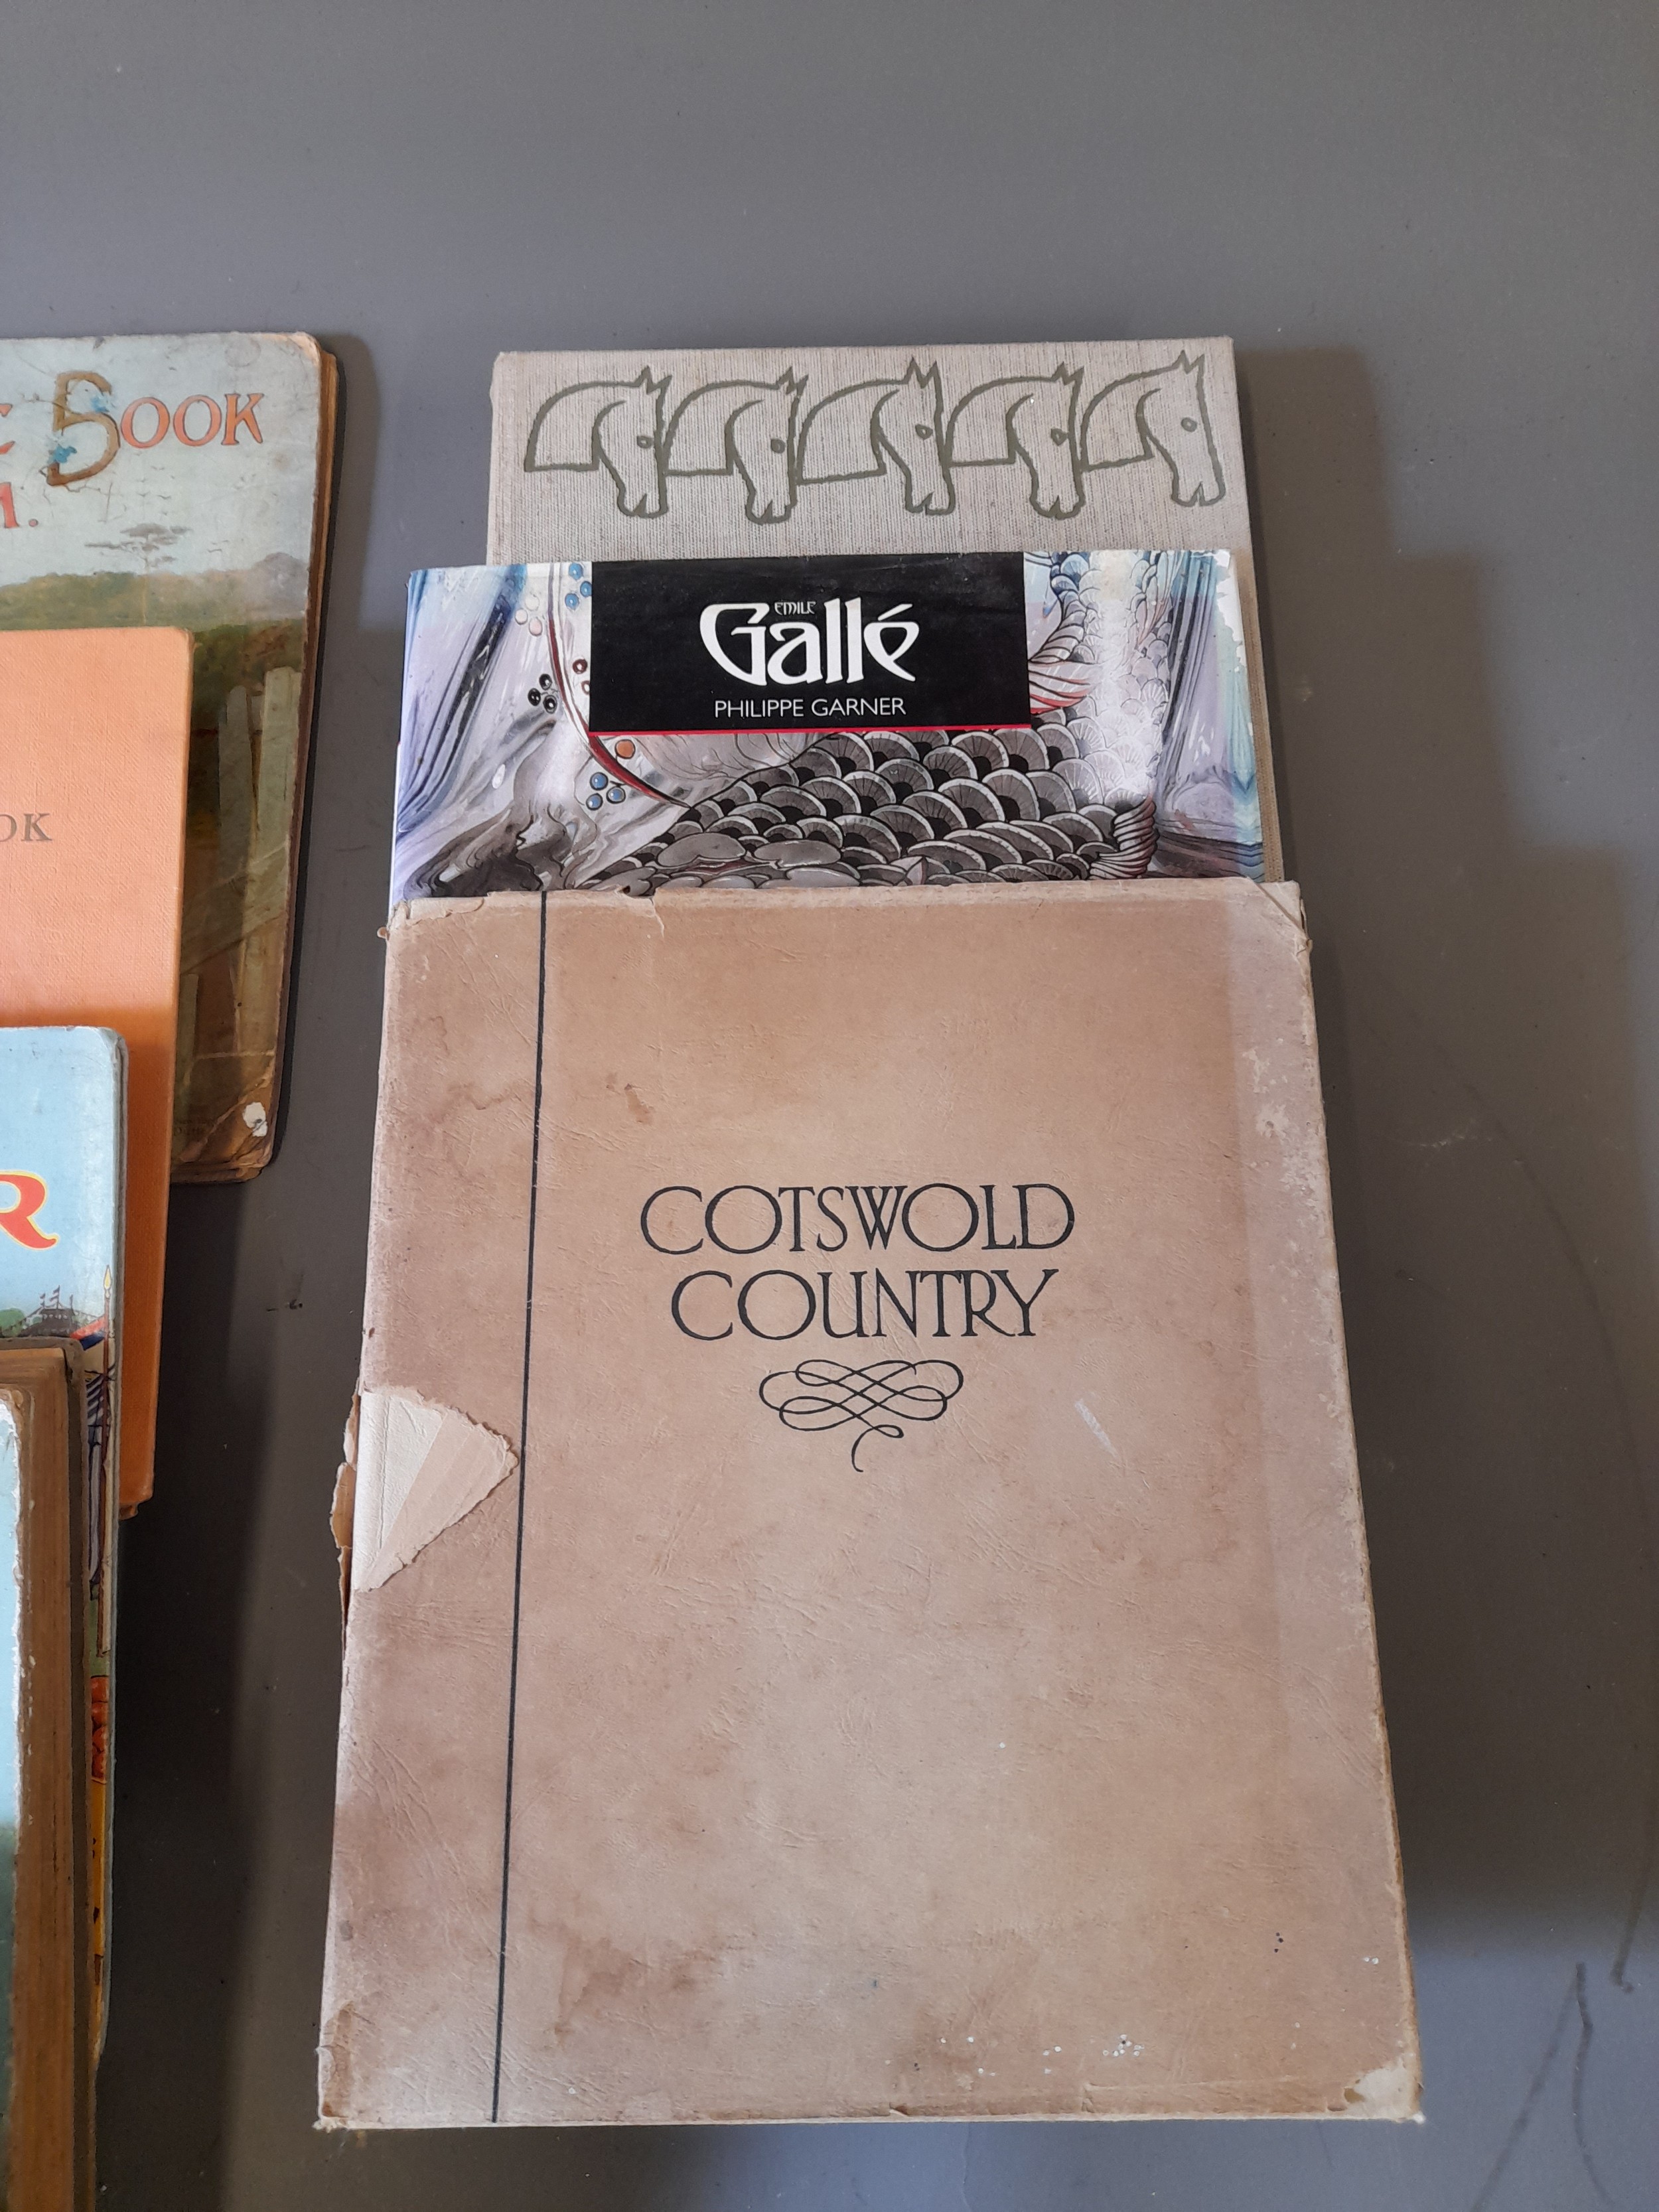 BOOK
OK
R
EMILE
Gallé
PHILIPPE GARNER
COTSWOLD
COUNTRY